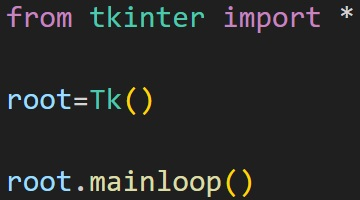 from tkinter import *
root=Tk()
root.mainloop()